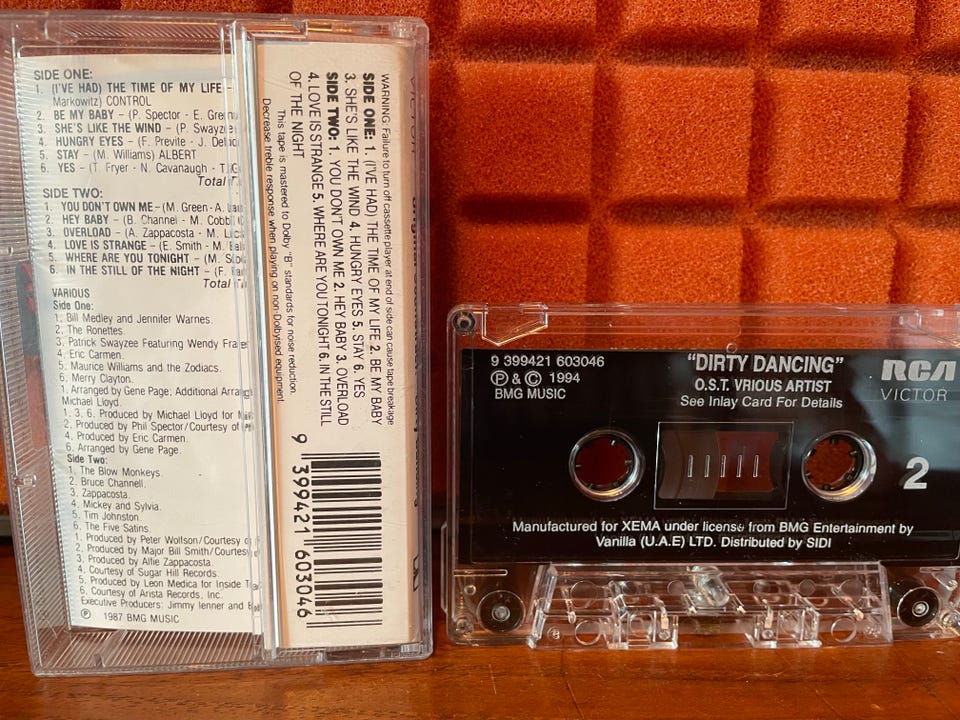 SIDE ONE:
1. (I'VE HAD) THE TIME OF MY LIFE –
Markowitz) CONTROL
2. BE MY BABY – (P. Spector - E.
3. SHE'S LIKE THE WIND – (P. Swayze
4. HUNGRY EYES – (F. Previte - J.
5. STAY – (M. Williams) ALBERT
6. YES – (T. Fryer - N. Cavanaugh - T.
Total
SIDE TWO:
1. YOU DON'T OWN ME – (M. Green - A.
2. HEY BABY – (B. Channel - M. Cobb
3. OVERLOAD – (A. Zappacosta - M.
4. LOVE IS STRANGE – (E. Smith - M.
5. WHERE ARE YOU TONIGHT – (M.
6. IN THE STILL OF THE NIGHT – (F.
Total
VARIOUS
Side One:
1. Bill Medley and Jennifer Warnes.
2. The Ronettes.
3. Patrick Swayzee Featuring Wendy
4. Eric Carmen.
5. Maurice Williams and the Zodiacs.
6. Merry Clayton.
1. Arranged by Gene Page; Additional
Michael Lloyd.
1, 3, 6. Produced by Michael Lloyd for
2. Produced by Phil Spector/Courtesy of
4. Produced by Eric Carmen.
6. Arranged by Gene Page.
Side Two:
1. The Blow Monkeys.
2. Bruce Channell.
3. Zappacosta.
4. Mickey and Sylvia.
5. Tim Johnston.
6. The Five Satins.
1. Produced by Peter Wolfson/Courtesy of
2. Produced by Major Bill Smith/Courtesy
3. Produced by Alfie Zappacosta.
4. Courtesy of Sugar Hill Records.
5. Produced by Leon Medica for Inside
6. Courtesy of Arista Records, Inc.
Executive Producers: Jimmy Ienner and
Ⓟ 1987 BMG MUSIC
VICTOR
WARNING: Failure to turn off cassette player at end of side can cause tape breakage
SIDE ONE: 1. (I'VE HAD) THE TIME OF MY LIFE 2. BE MY BABY
3. SHE'S LIKE THE WIND 4. HUNGRY EYES 5. STAY 6. YES
SIDE TWO: 1. YOU DON'T OWN ME 2. HEY BABY 3. OVERLOAD
4. LOVE IS STRANGE 5. WHERE ARE YOU TONIGHT 6. IN THE STILL
OF THE NIGHT
This tape is mastered to Dolby "B" standards for noise reduction.
Decrease treble response when playing on non-Dolbyised equipment.
9 399421 603046
9 399421 603046
Ⓟ & © 1994
BMG MUSIC
"DIRTY DANCING"
O.S.T. VRIOUS ARTIST
See Inlay Card For Details
RCA
VICTOR
2
Manufactured for XEMA under license from BMG Entertainment by
Vanilla (U.A.E) LTD. Distributed by SIDI